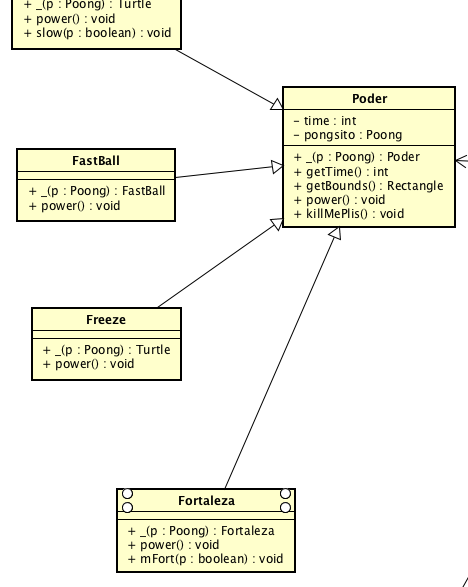 + _(p : Poong) : Turtle
+ power() : void
+ slow(p : boolean) : void
Poder
− time : int
− pongsito : Poong
+ _(p : Poong) : Poder
+ getTime() : int
+ getBounds() : Rectangle
+ power() : void
+ killMePlis() : void
FastBall
+ _(p : Poong) : FastBall
+ power() : void
Freeze
+ _(p : Poong) : Turtle
+ power() : void
Fortaleza
+ _(p : Poong) : Fortaleza
+ power() : void
+ mFort(p : boolean) : void